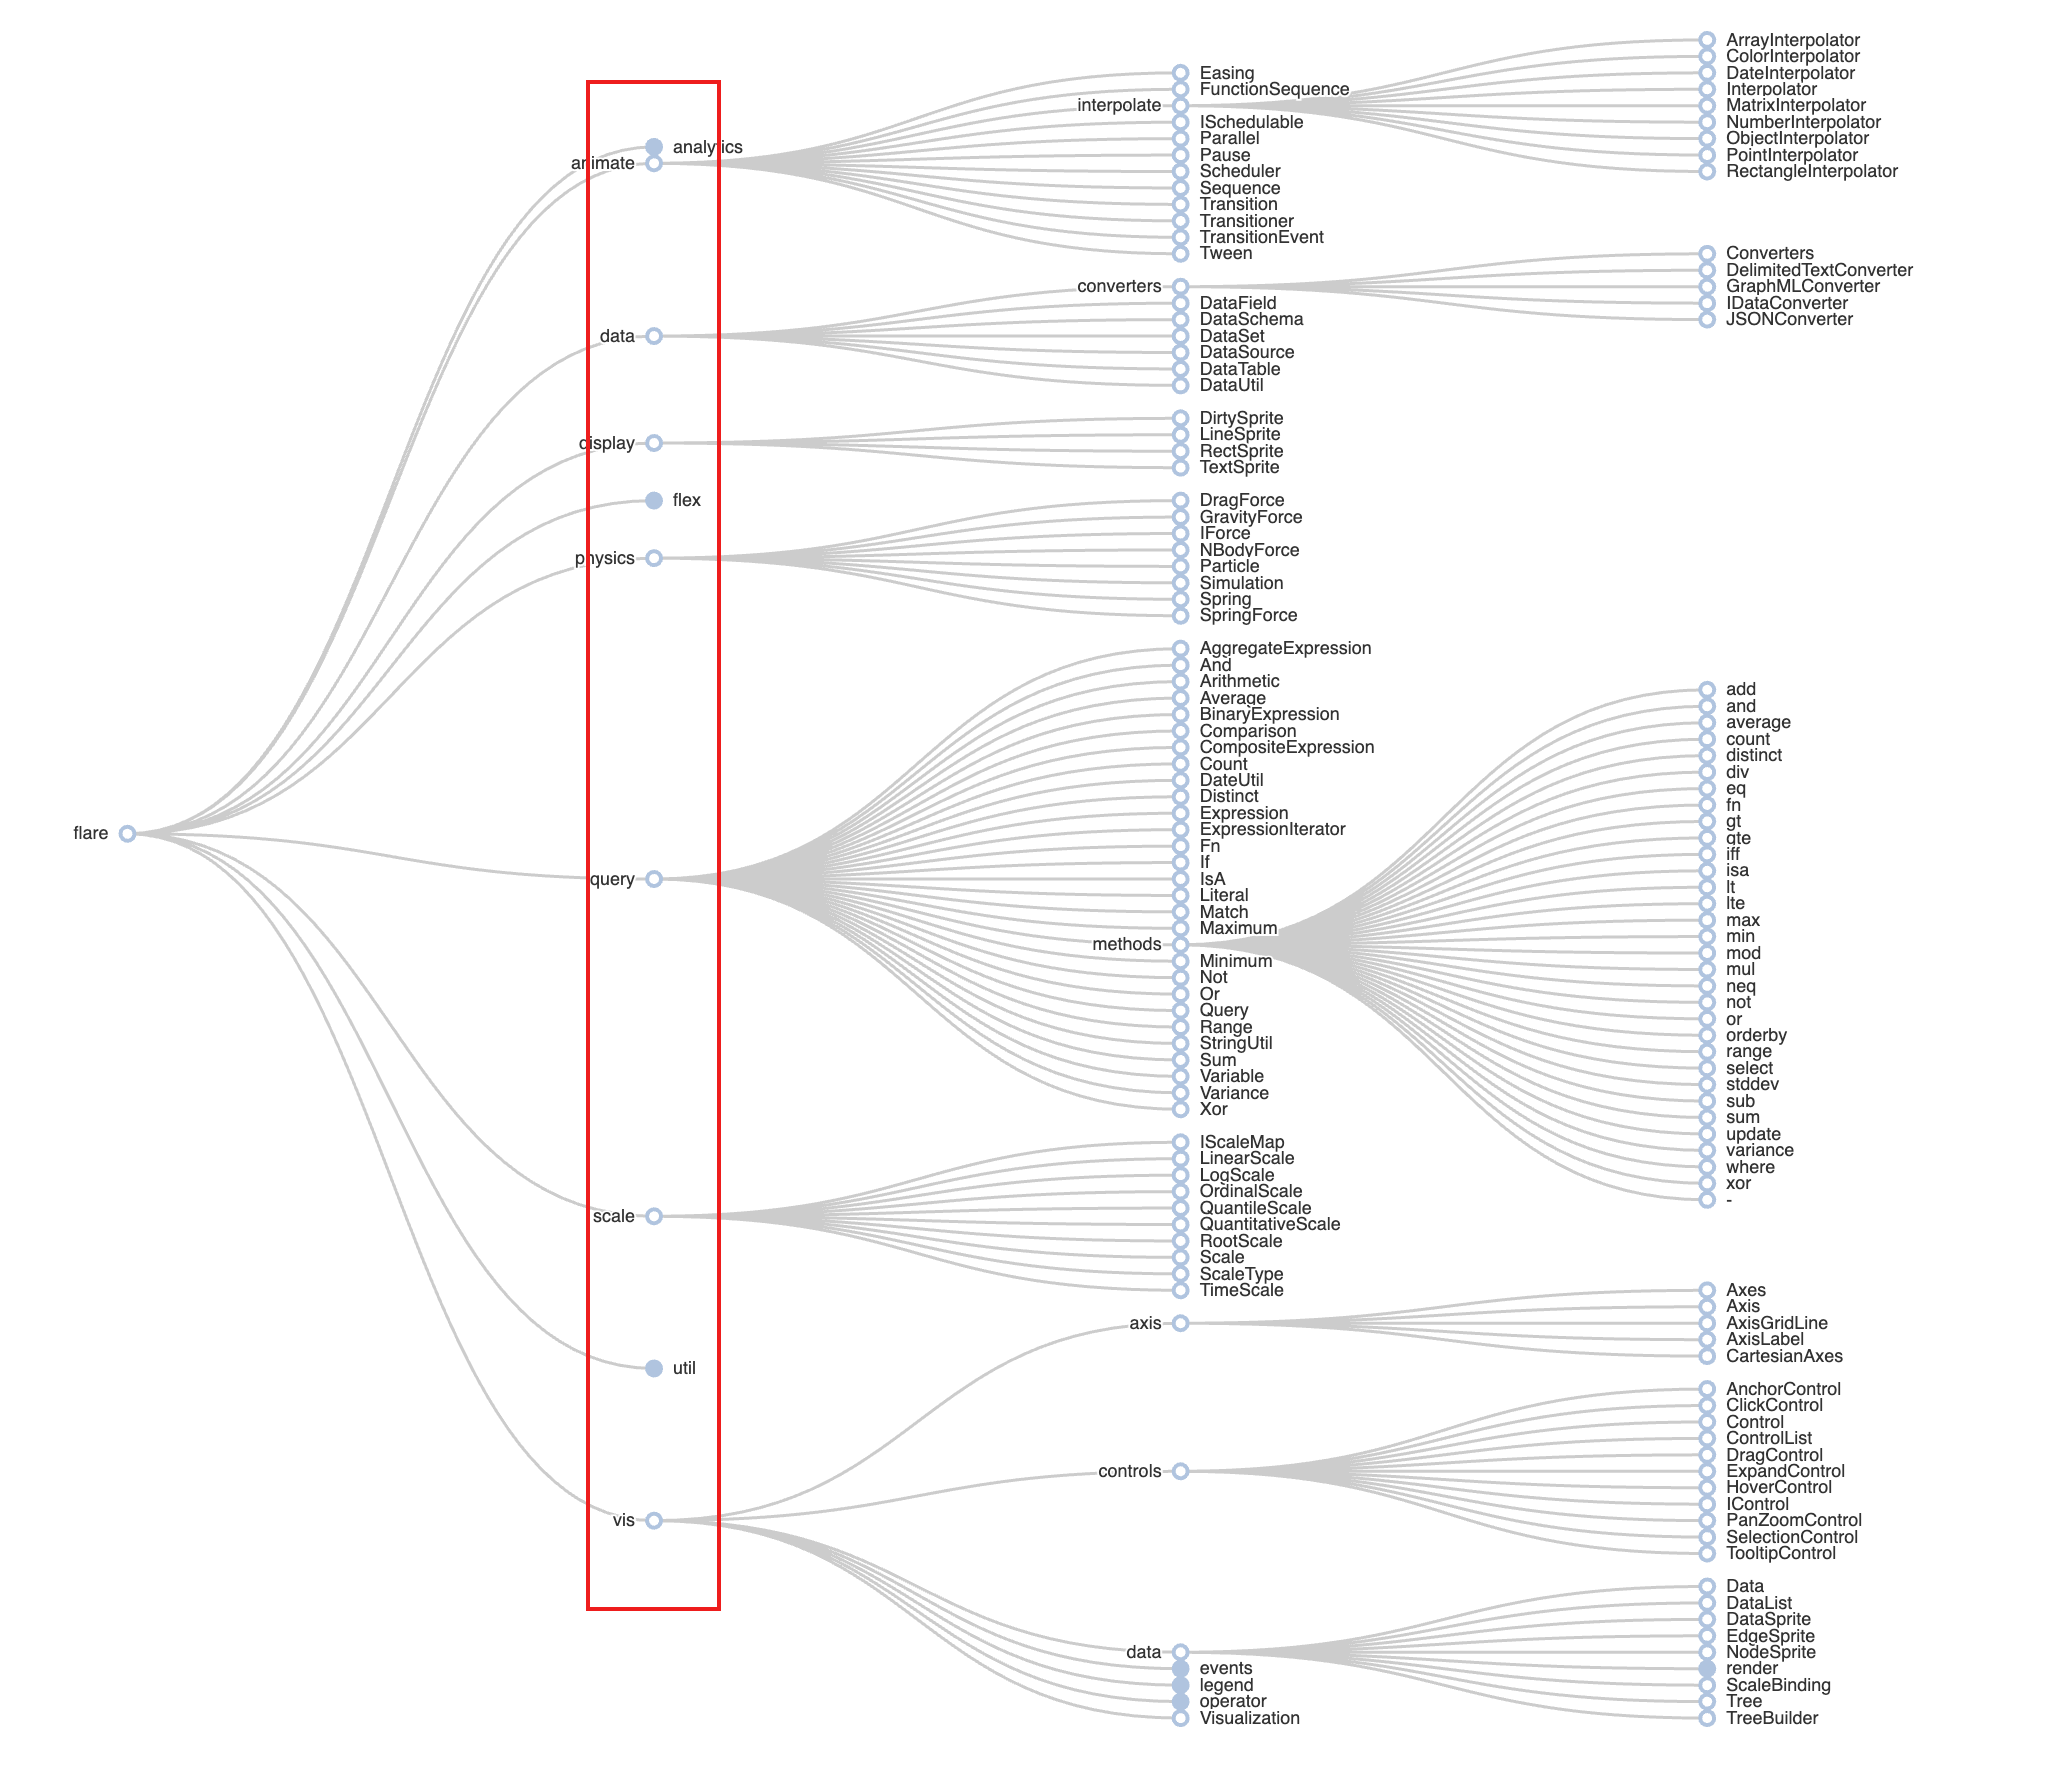 flare
analytics
animate
data
display
flex
physics
query
scale
util
vis
Easing
FunctionSequence
interpolate
ISchedulable
Parallel
Pause
Scheduler
Sequence
Transition
Transitioner
TransitionEvent
Tween
converters
DataField
DataSchema
DataSet
DataSource
DataTable
DataUtil
DirtySprite
LineSprite
RectSprite
TextSprite
DragForce
GravityForce
IForce
NBodyForce
Particle
Simulation
Spring
SpringForce
AggregateExpression
And
Arithmetic
Average
BinaryExpression
Comparison
CompositeExpression
Count
DateUtil
Distinct
Expression
ExpressionIterator
Fn
If
IsA
Literal
Match
Maximum
methods
Minimum
Not
Or
Query
Range
StringUtil
Sum
Variable
Variance
Xor
IScaleMap
LinearScale
LogScale
OrdinalScale
QuantileScale
QuantitativeScale
RootScale
Scale
ScaleType
TimeScale
axis
controls
data
events
legend
operator
Visualization
ArrayInterpolator
ColorInterpolator
DateInterpolator
Interpolator
MatrixInterpolator
NumberInterpolator
ObjectInterpolator
PointInterpolator
RectangleInterpolator
Converters
DelimitedTextConverter
GraphMLConverter
IDataConverter
JSONConverter
add
and
average
count
distinct
div
eq
fn
gt
gte
iff
isa
lt
lte
max
min
mod
mul
neq
not
or
orderby
range
select
stddev
sub
sum
update
variance
where
xor
-
Axes
Axis
AxisGridLine
AxisLabel
CartesianAxes
AnchorControl
ClickControl
Control
ControlList
DragControl
ExpandControl
HoverControl
IControl
PanZoomControl
SelectionControl
TooltipControl
Data
DataList
DataSprite
EdgeSprite
NodeSprite
render
ScaleBinding
Tree
TreeBuilder